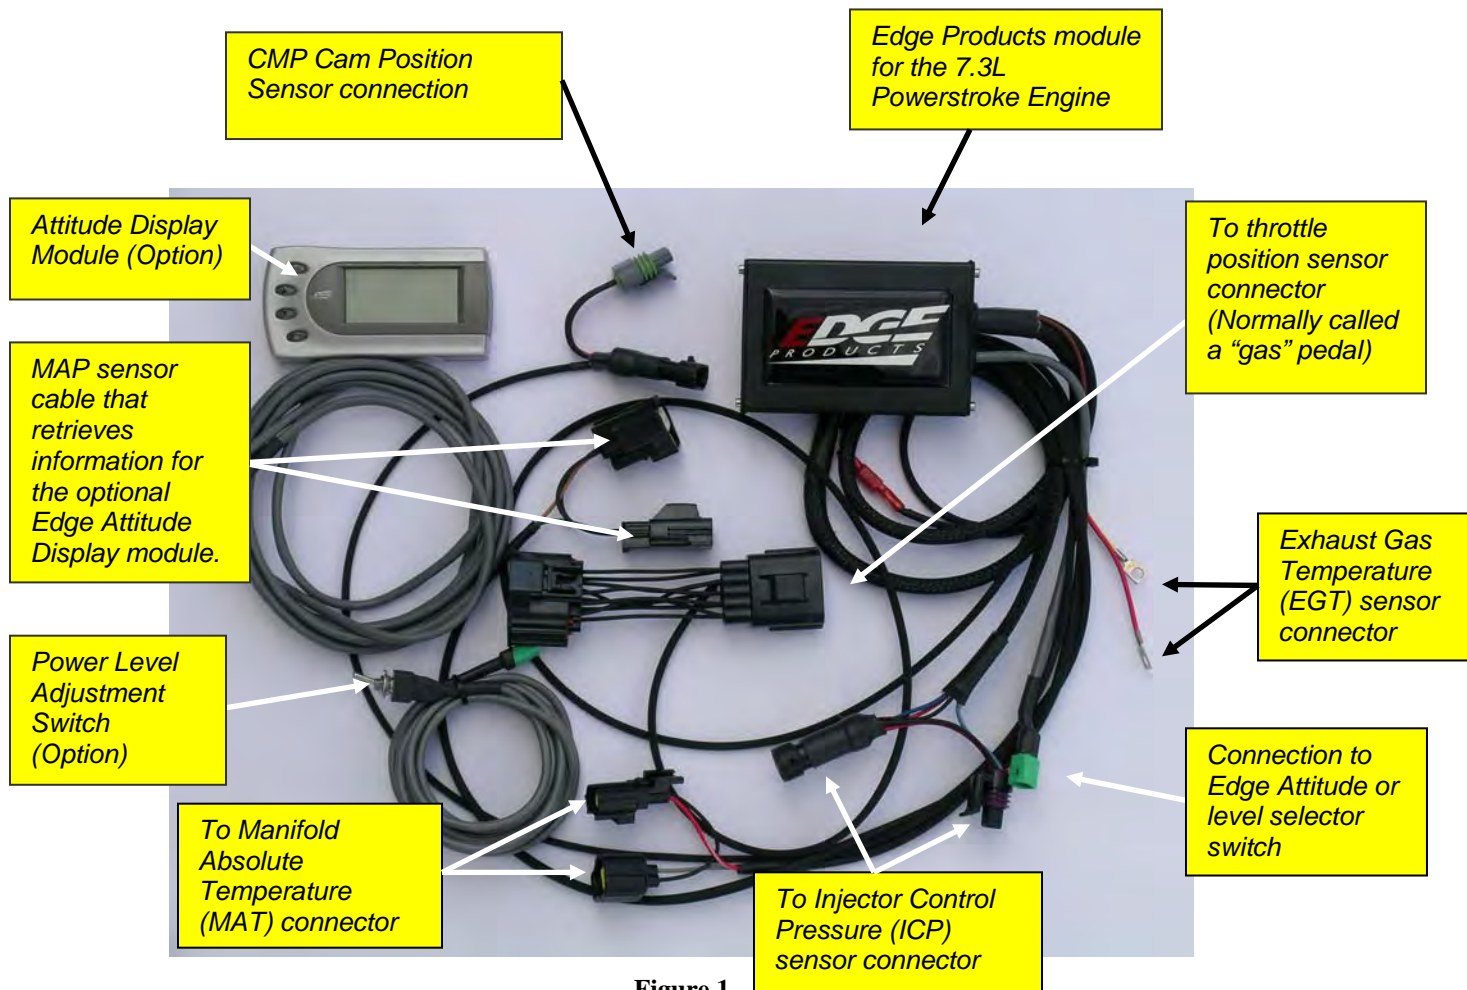 CMP Cam Position
Sensor connection
Edge Products module
for the 7.3L
Powerstroke Engine
Attitude Display
Module (Option)
To throttle
position sensor
connector
(Normally called
a “gas” pedal)
EDGE
PRODUCTS
MAP sensor
cable that
retrieves
information for
the optional
Edge Attitude
Display module.
Exhaust Gas
Temperature
(EGT) sensor
connector
Power Level
Adjustment
Switch
(Option)
Connection to
Edge Attitude or
level selector
switch
To Manifold
Absolute
Temperature
(MAT) connector
To Injector Control
Pressure (ICP)
sensor connector
Figure 1